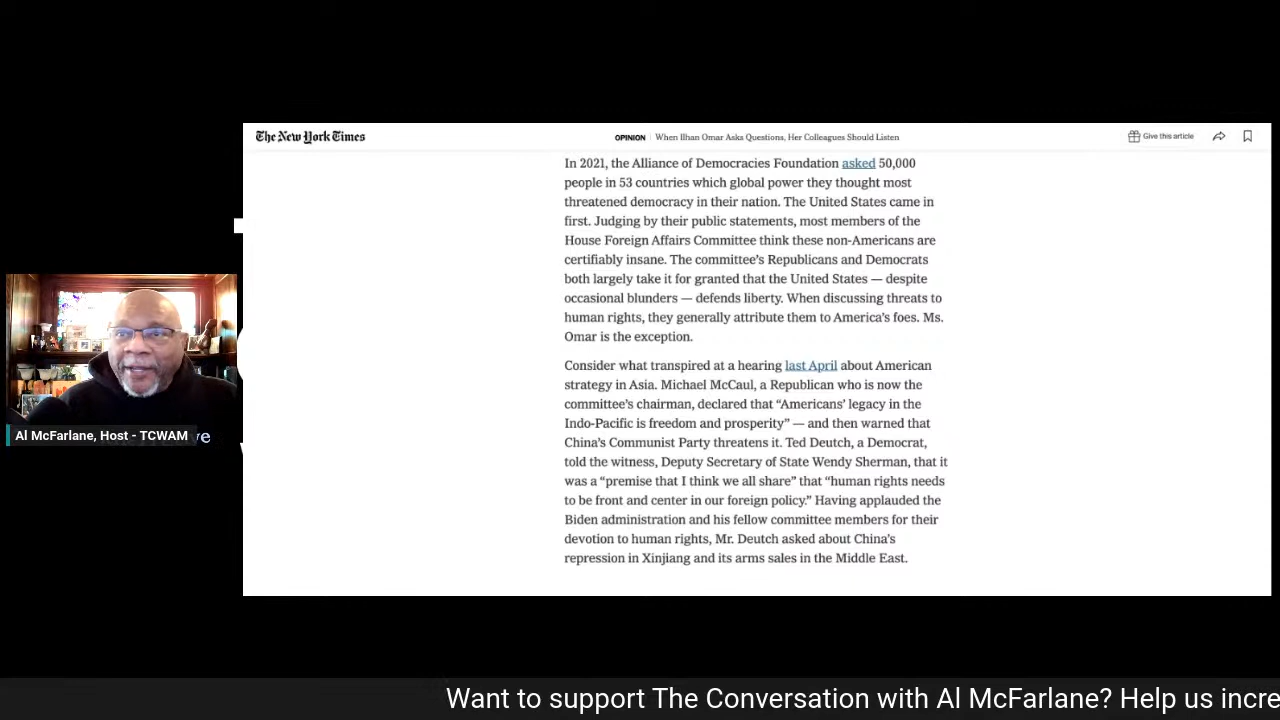 The New York Times
OPINION | When Ilhan Omar Asks Questions, Her Colleagues Should Listen
Give this article
In 2021, the Alliance of Democracies Foundation asked 50,000
people in 53 countries which global power they thought most
threatened democracy in their nation. The United States came in
first. Judging by their public statements, most members of the
House Foreign Affairs Committee think these non-Americans are
certifiably insane. The committee's Republicans and Democrats
both largely take it for granted that the United States — despite
occasional blunders — defends liberty. When discussing threats to
human rights, they generally attribute them to America's foes. Ms.
Omar is the exception.
Consider what transpired at a hearing last April about American
strategy in Asia. Michael McCaul, a Republican who is now the
committee's chairman, declared that “Americans' legacy in the
Indo-Pacific is freedom and prosperity” — and then warned that
China's Communist Party threatens it. Ted Deutch, a Democrat,
told the witness, Deputy Secretary of State Wendy Sherman, that it
was a “premise that I think we all share” that “human rights needs
to be front and center in our foreign policy.” Having applauded the
Biden administration and his fellow committee members for their
devotion to human rights, Mr. Deutch asked about China's
repression in Xinjiang and its arms sales in the Middle East.
Al McFarlane, Host - TCWAM
ve
Want to support The Conversation with Al McFarlane? Help us incre